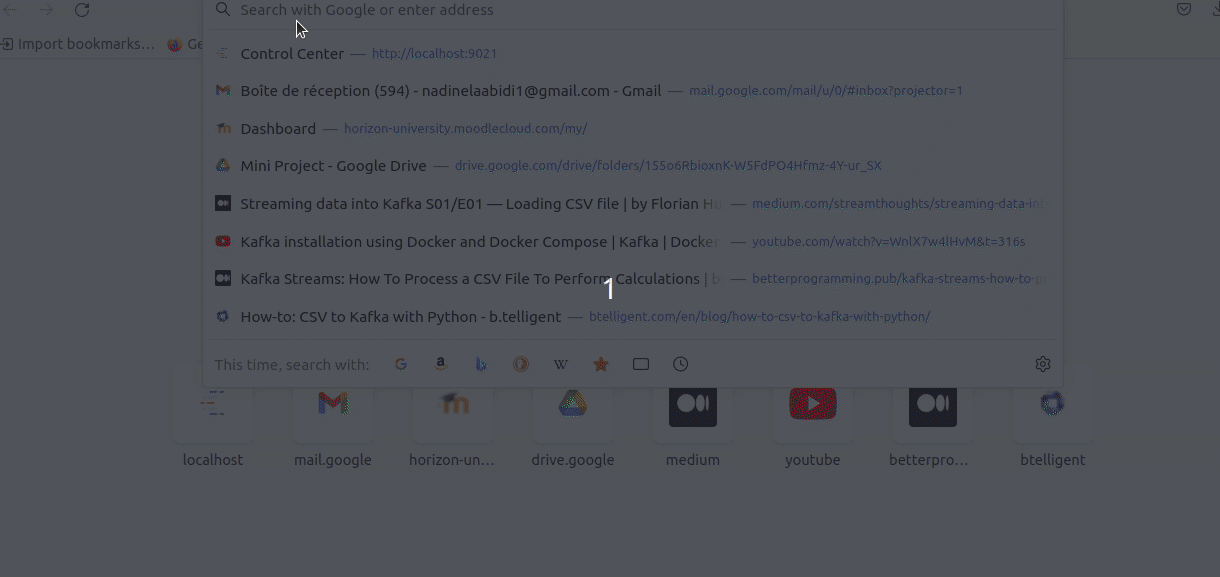 Search with Google or enter address
Import bookmarks... Ge
Control Center — http://localhost:9021
Boîte de réception (594) - nadinelaabidi1@gmail.com - Gmail — mail.google.com/mail/u/0/#inbox?projector=1
Dashboard — horizon-university.moodlecloud.com/my/
Mini Project - Google Drive — drive.google.com/drive/folders/155o6RbioxnK-W5FdPO4Hfmz-4Y-ur_SX
Streaming data into Kafka S01/E01 — Loading CSV file | by Florian Hu — medium.com/streamthoughts/streaming-data-int
Kafka installation using Docker and Docker Compose | Kafka | Docker — youtube.com/watch?v=WnlX7w4lHvM&t=316s
Kafka Streams: How To Process a CSV File To Perform Calculations | b — betterprogramming.pub/kafka-streams-how-to-pr
1
How-to: CSV to Kafka with Python - b.telligent — btelligent.com/en/blog/how-to-csv-to-kafka-with-python/
This time, search with:
localhost mail.google horizon-un... drive.google medium youtube betterpro... btelligent